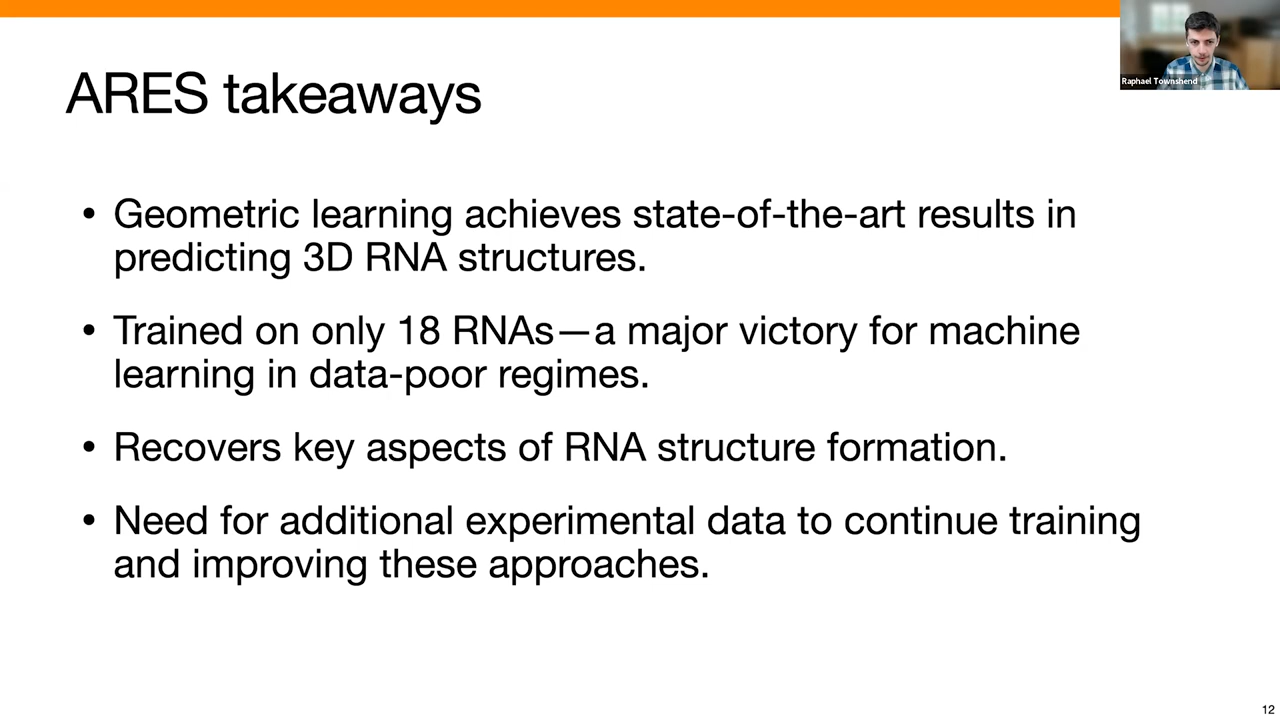 Raphael Townshend
ARES takeaways
• Geometric learning achieves state-of-the-art results in
predicting 3D RNA structures.
• Trained on only 18 RNAs—a major victory for machine
learning in data-poor regimes.
• Recovers key aspects of RNA structure formation.
• Need for additional experimental data to continue training
and improving these approaches.
12